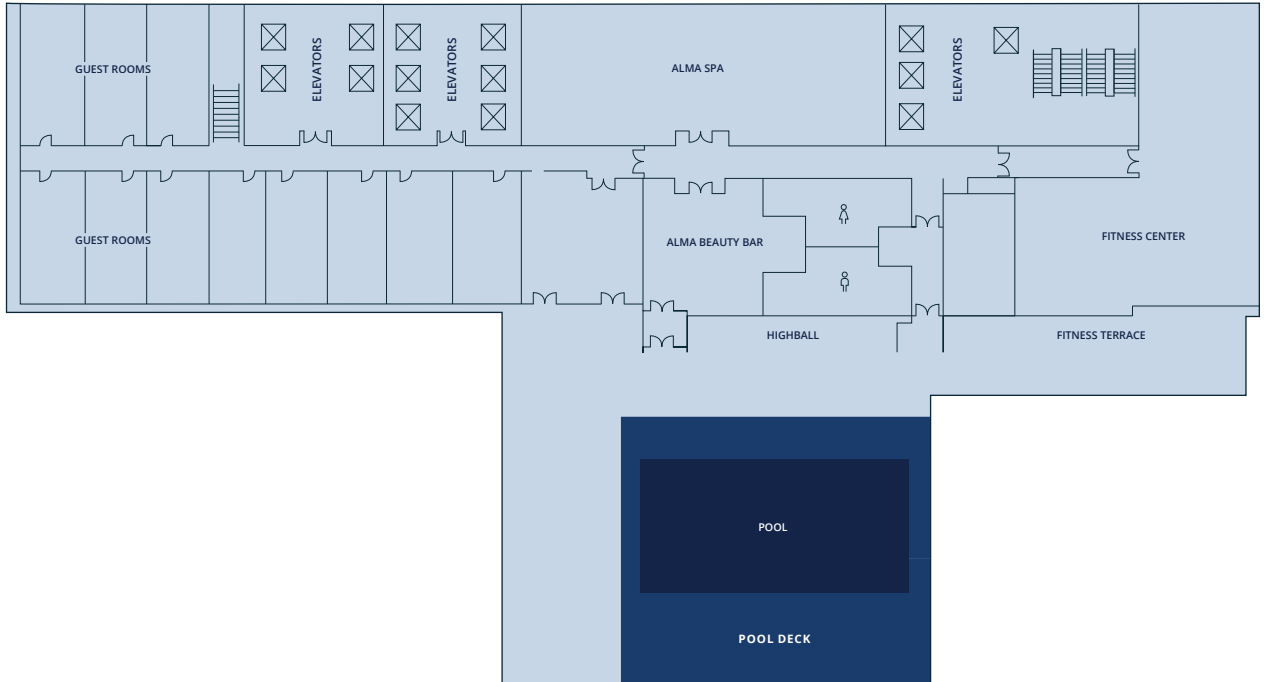 GUEST ROOMS
ELEVATORS
ELEVATORS
ALMA SPA
ELEVATORS
GUEST ROOMS
ALMA BEAUTY BAR
FITNESS CENTER
HIGHBALL
FITNESS TERRACE
POOL
POOL DECK